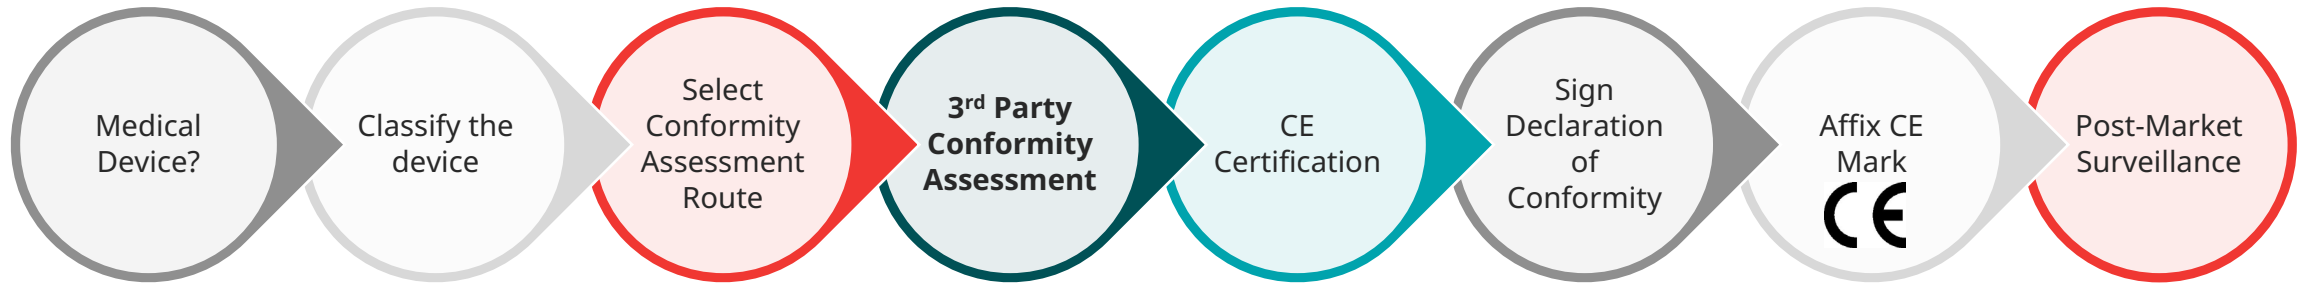 Medical
Device?
Classify the
device
Select
Conformity
Assessment
Route
3rd Party
Conformity
Assessment
CE
Certification
Sign
Declaration
of
Conformity
Affix CE
Mark
CE
Post-Market
Surveillance